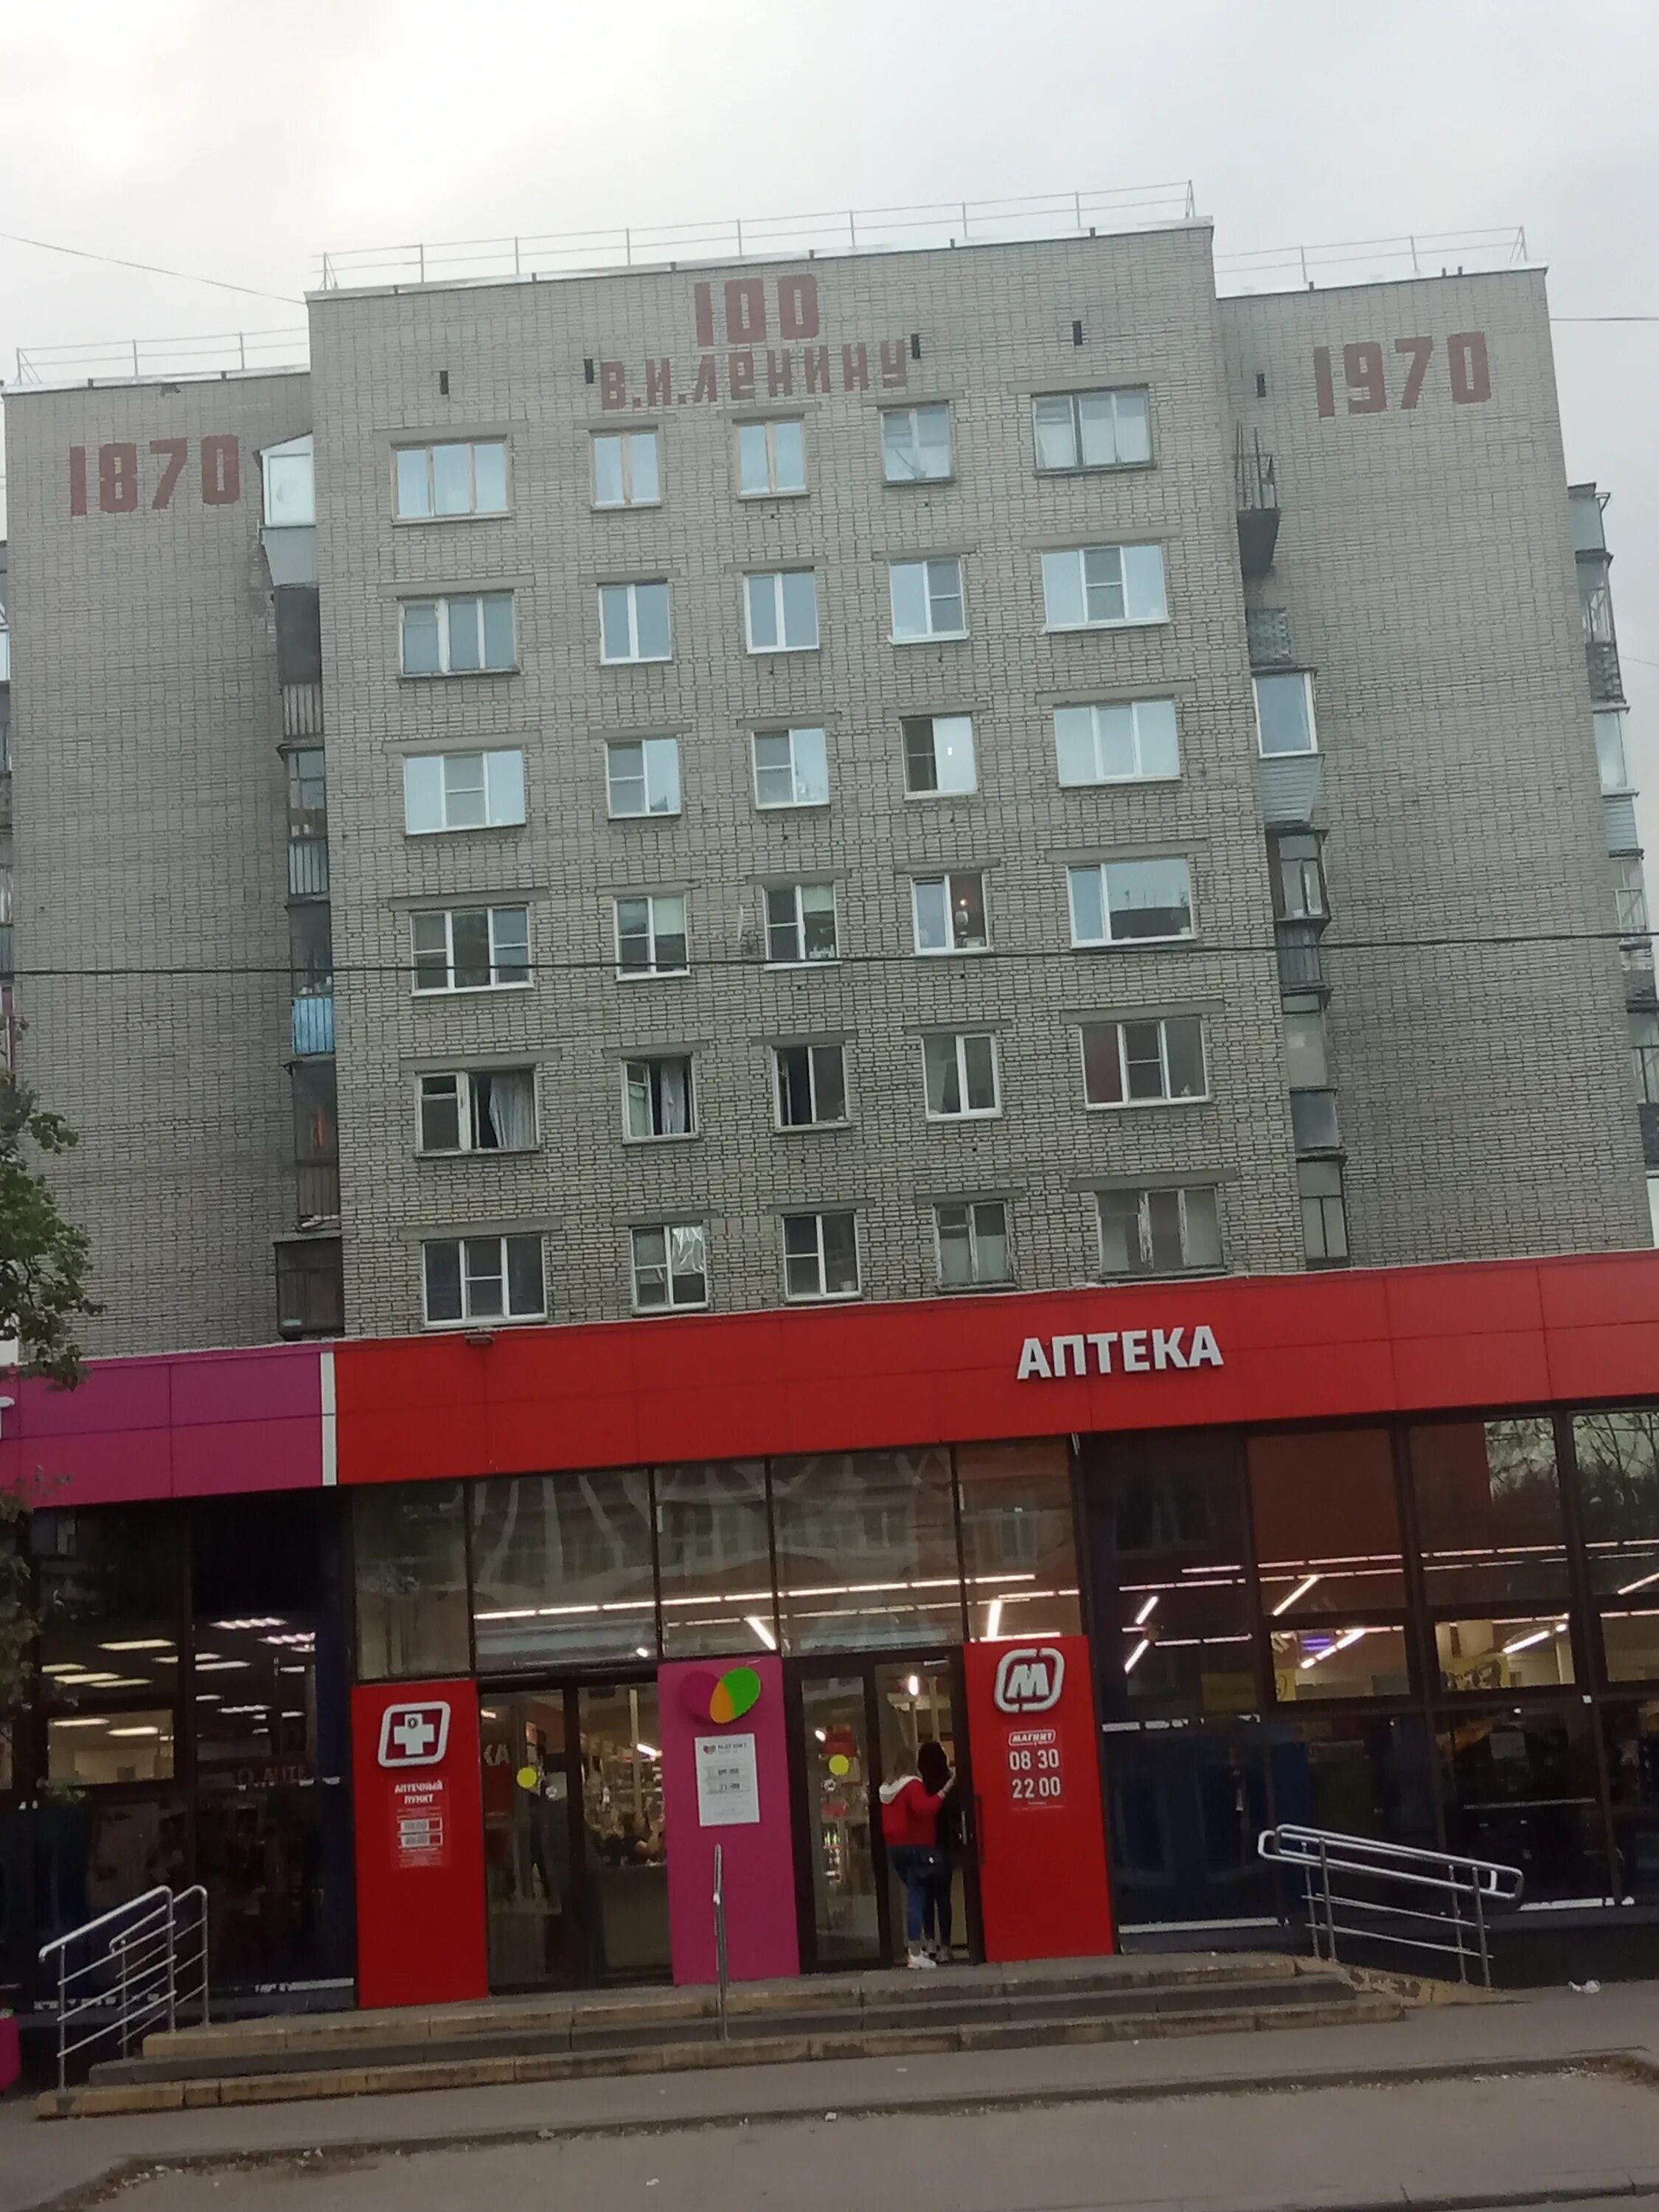 100
В.И.ЛЕНИНУ
1870
1970
АПТЕКА
АПТЕЧНЫЙ
ПУНКТ
М
МАГНИТ
08 30
22 00